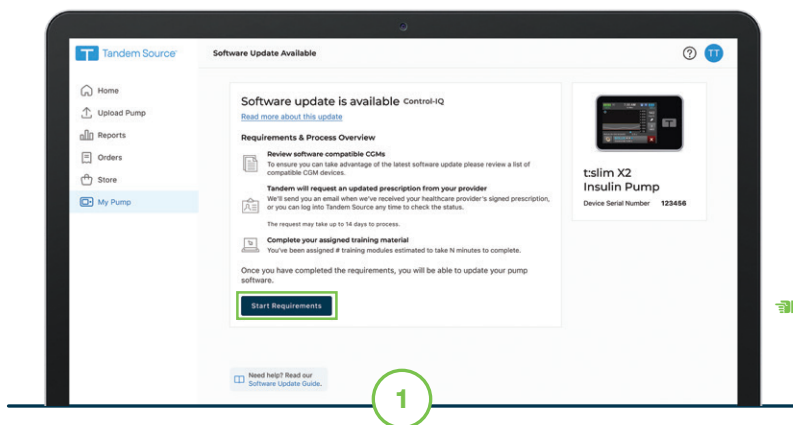 Tandem Source
Software Update Available
TT
Home
Upload Pump
Reports
Orders
Store
My Pump
Software update is available Control-IQ
Read more about this update
Requirements & Process Overview
Review software compatible CGMs
To ensure you can take advantage of the latest software update please review a list of
compatible CGM devices.
Tandem will request an updated prescription from your provider
We'll send you an email when we've received your healthcare provider's signed prescription,
or you can log into Tandem Source any time to check the status.
The request may take up to 14 days to process.
Complete your assigned training material
You've been assigned # training modules estimated to take N minutes to complete.
Once you have completed the requirements, you will be able to update your pump
software.
Start Requirements
t:slim X2
Insulin Pump
Device Serial Number 123456
Need help? Read our
Software Update Guide.
1